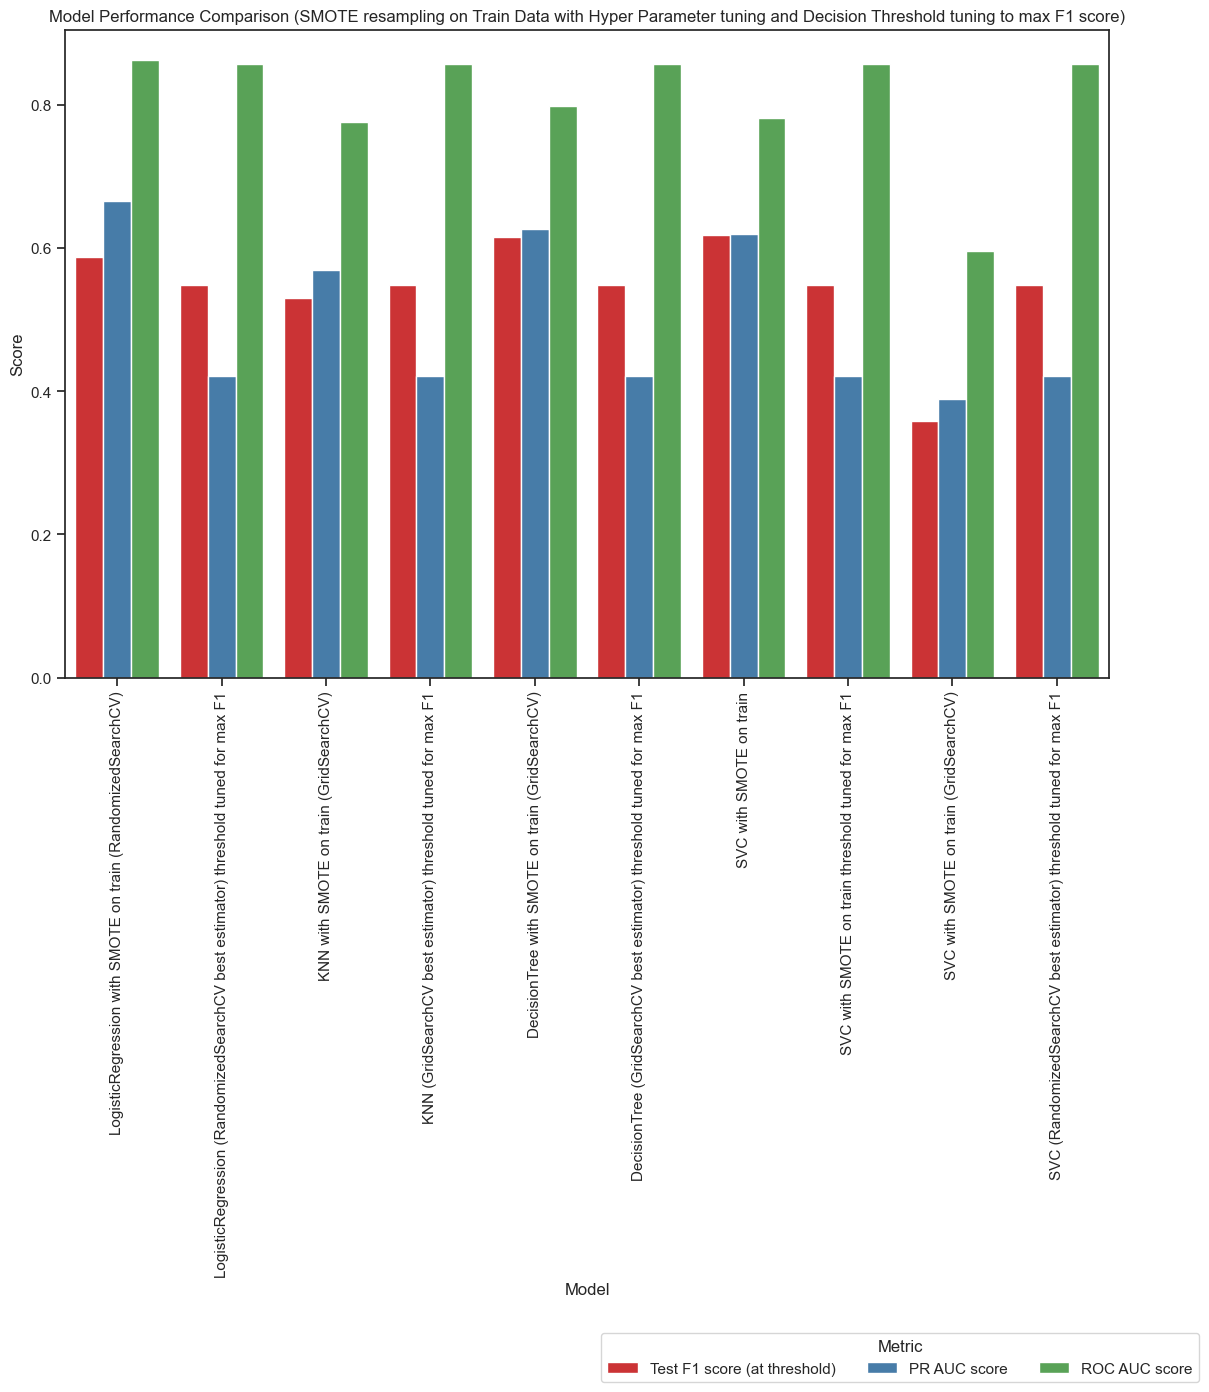 Model Performance Comparison (SMOTE resampling on Train Data with Hyper Parameter tuning and Decision Threshold tuning to max F1 score)
Score
0.8
0.6
0.4
0.2
0.0
LogisticRegression with SMOTE on train (RandomizedSearchCV)
LogisticRegression (RandomizedSearchCV best estimator) threshold tuned for max F1
KNN with SMOTE on train (GridSearchCV)
KNN (GridSearchCV best estimator) threshold tuned for max F1
DecisionTree with SMOTE on train (GridSearchCV)
DecisionTree (GridSearchCV best estimator) threshold tuned for max F1
SVC with SMOTE on train
SVC with SMOTE on train threshold tuned for max F1
SVC with SMOTE on train (GridSearchCV)
SVC (RandomizedSearchCV best estimator) threshold tuned for max F1
Model
Metric
Test F1 score (at threshold)
PR AUC score
ROC AUC score